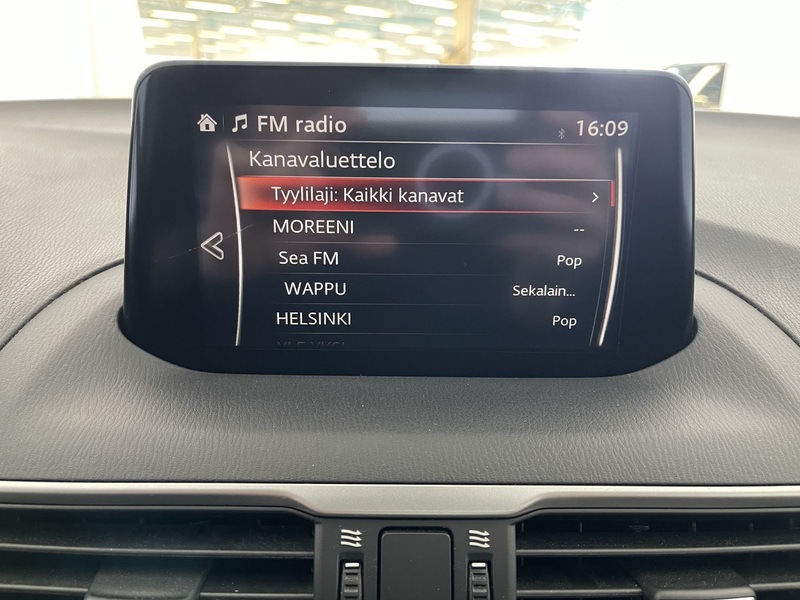 FM radio 16:09
Kanavaluettelo
Tyylilaji: Kaikki kanavat
MOREENI --
Sea FM Pop
WAPPU Sekalain...
HELSINKI Pop